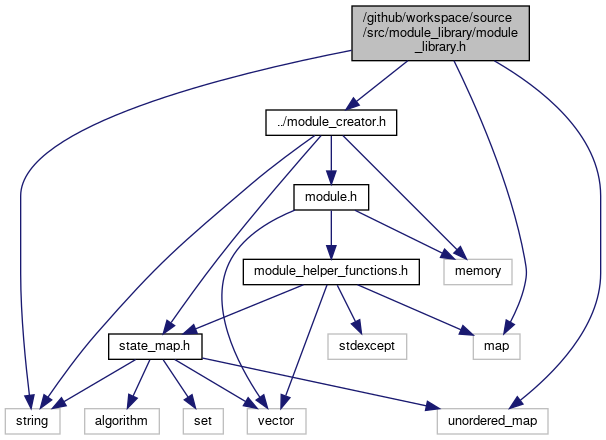 /github/workspace/source
/src/module_library/module
_library.h
../module_creator.h
module.h
module_helper_functions.h
memory
state_map.h
stdexcept
map
string
algorithm
set
vector
unordered_map